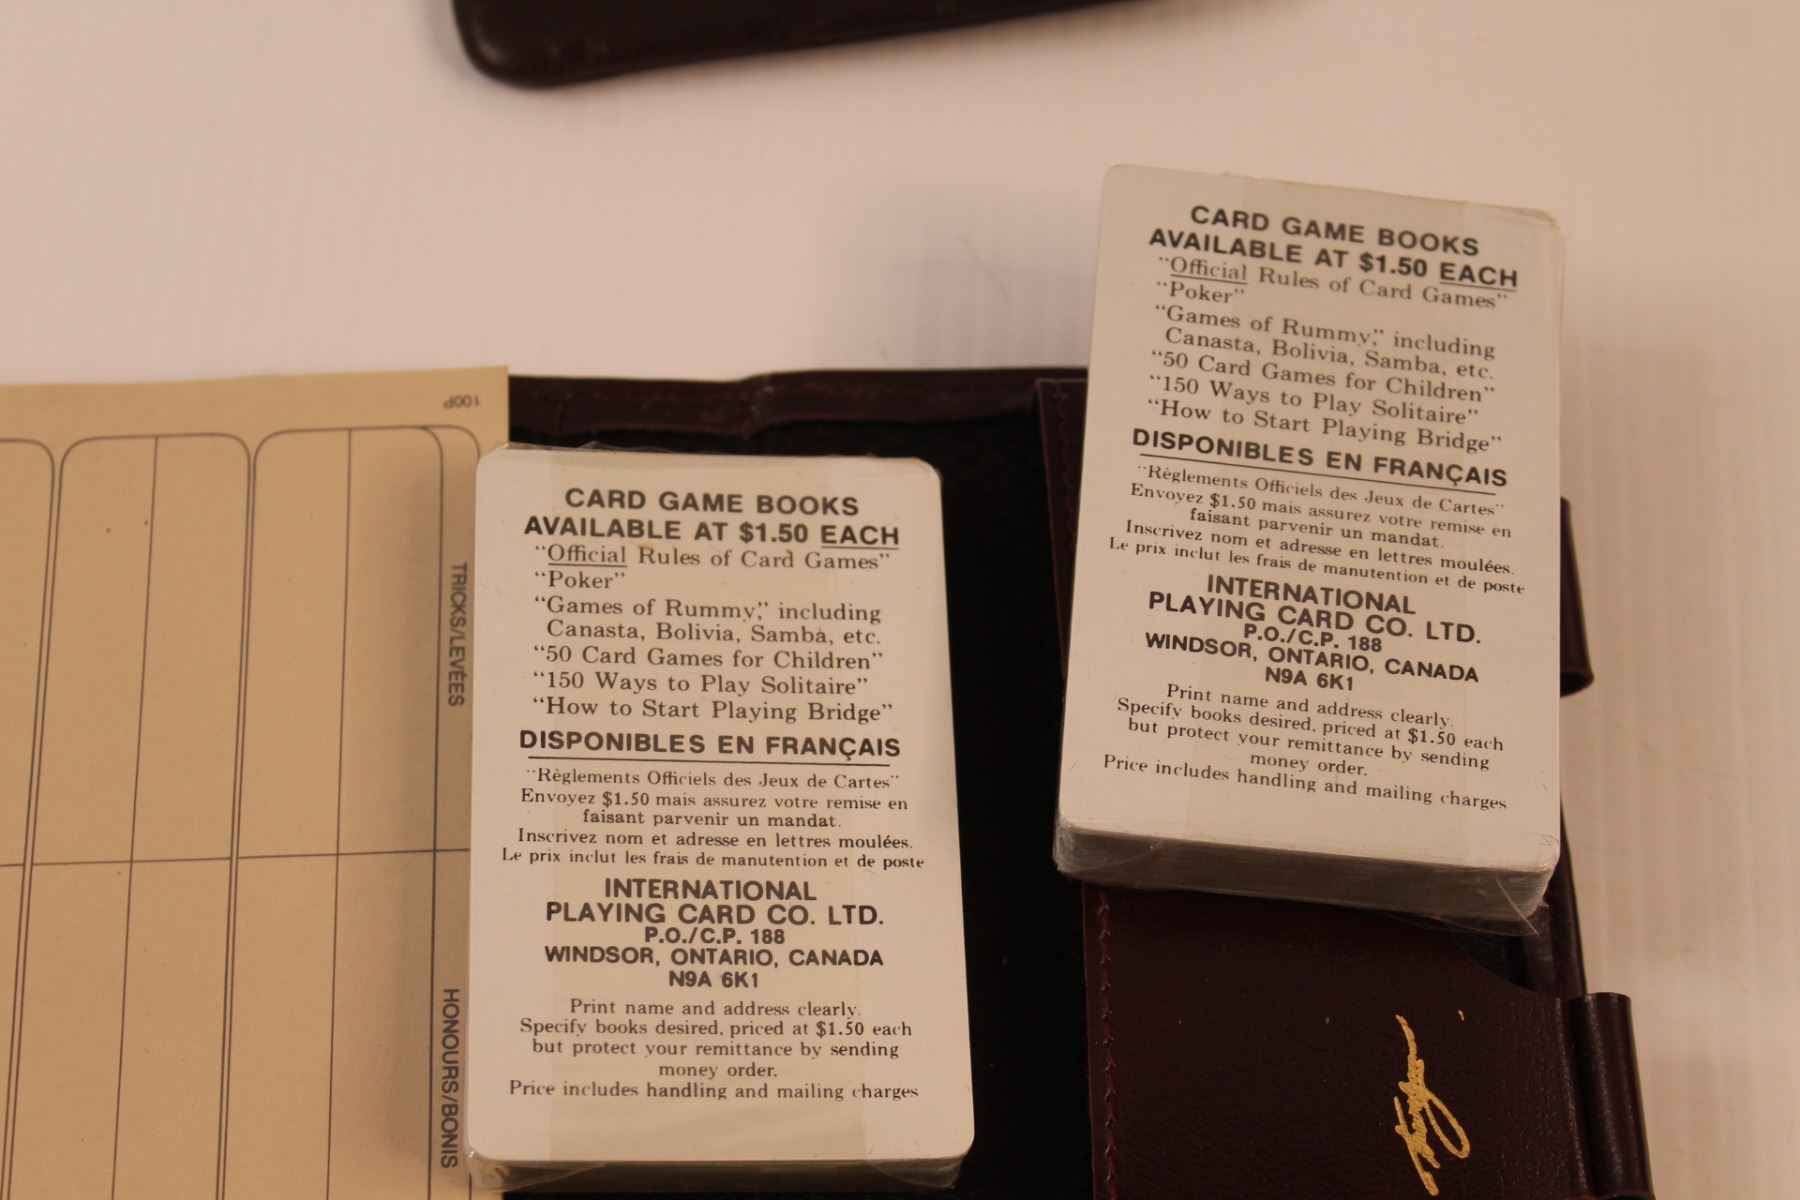 100P
TRICKS/LEVÉES
HONOURS/BONIS
CARD GAME BOOKS
AVAILABLE AT $1.50 EACH
"Official Rules of Card Games"
"Poker"
"Games of Rummy," including
Canasta, Bolivia, Samba, etc.
"50 Card Games for Children"
"150 Ways to Play Solitaire"
"How to Start Playing Bridge"
DISPONIBLES EN FRANÇAIS
"Règlements Officiels des Jeux de Cartes"
Envoyez $1.50 mais assurez votre remise en
faisant parvenir un mandat.
Inscrivez nom et adresse en lettres moulées.
Le prix inclut les frais de manutention et de poste
INTERNATIONAL
PLAYING CARD CO. LTD.
P.O./C.P. 188
WINDSOR, ONTARIO, CANADA
N9A 6K1
Print name and address clearly.
Specify books desired, priced at $1.50 each
but protect your remittance by sending
money order.
Price includes handling and mailing charges
CARD GAME BOOKS
AVAILABLE AT $1.50 EACH
"Official Rules of Card Games"
"Poker"
"Games of Rummy," including
Canasta, Bolivia, Samba, etc.
"50 Card Games for Children"
"150 Ways to Play Solitaire"
"How to Start Playing Bridge"
DISPONIBLES EN FRANÇAIS
"Règlements Officiels des Jeux de Cartes"
Envoyez $1.50 mais assurez votre remise en
faisant parvenir un mandat.
Inscrivez nom et adresse en lettres moulées.
Le prix inclut les frais de manutention et de poste
INTERNATIONAL
PLAYING CARD CO. LTD.
P.O./C.P. 188
WINDSOR, ONTARIO, CANADA
N9A 6K1
Print name and address clearly.
Specify books desired, priced at $1.50 each
but protect your remittance by sending
money order.
Price includes handling and mailing charges